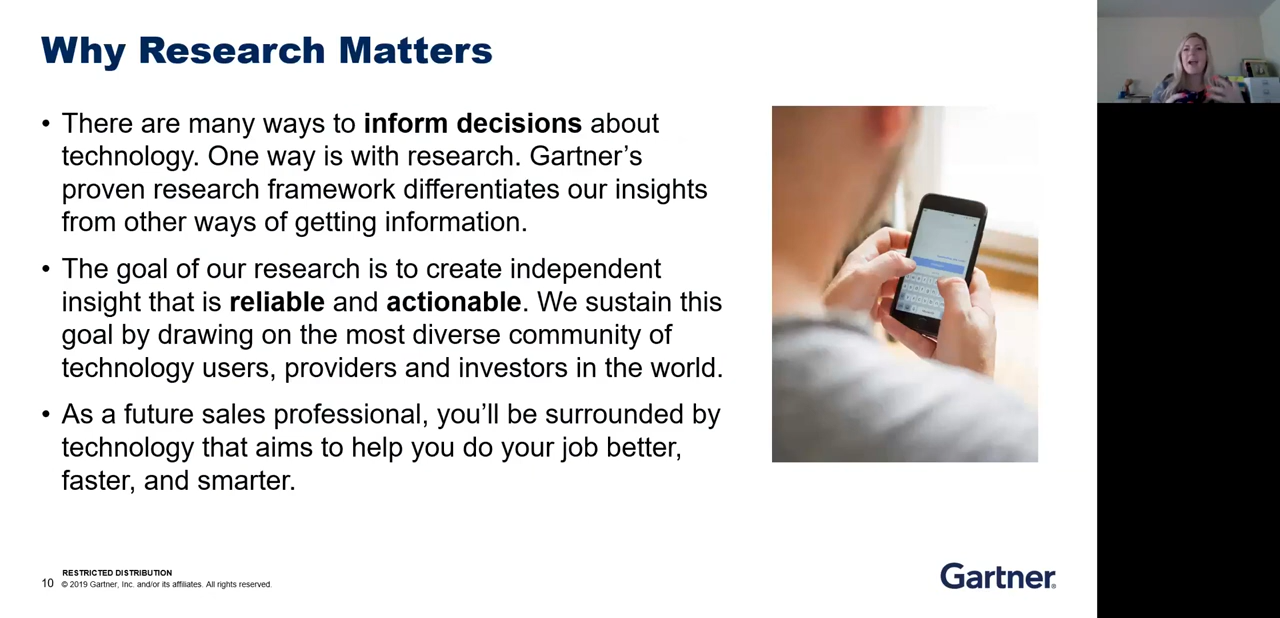 Why Research Matters
• There are many ways to inform decisions about
technology. One way is with research. Gartner’s
proven research framework differentiates our insights
from other ways of getting information.
• The goal of our research is to create independent
insight that is reliable and actionable. We sustain this
goal by drawing on the most diverse community of
technology users, providers and investors in the world.
• As a future sales professional, you’ll be surrounded by
technology that aims to help you do your job better,
faster, and smarter.
RESTRICTED DISTRIBUTION
10 © 2019 Gartner, Inc. and/or its affiliates. All rights reserved.
Gartner®